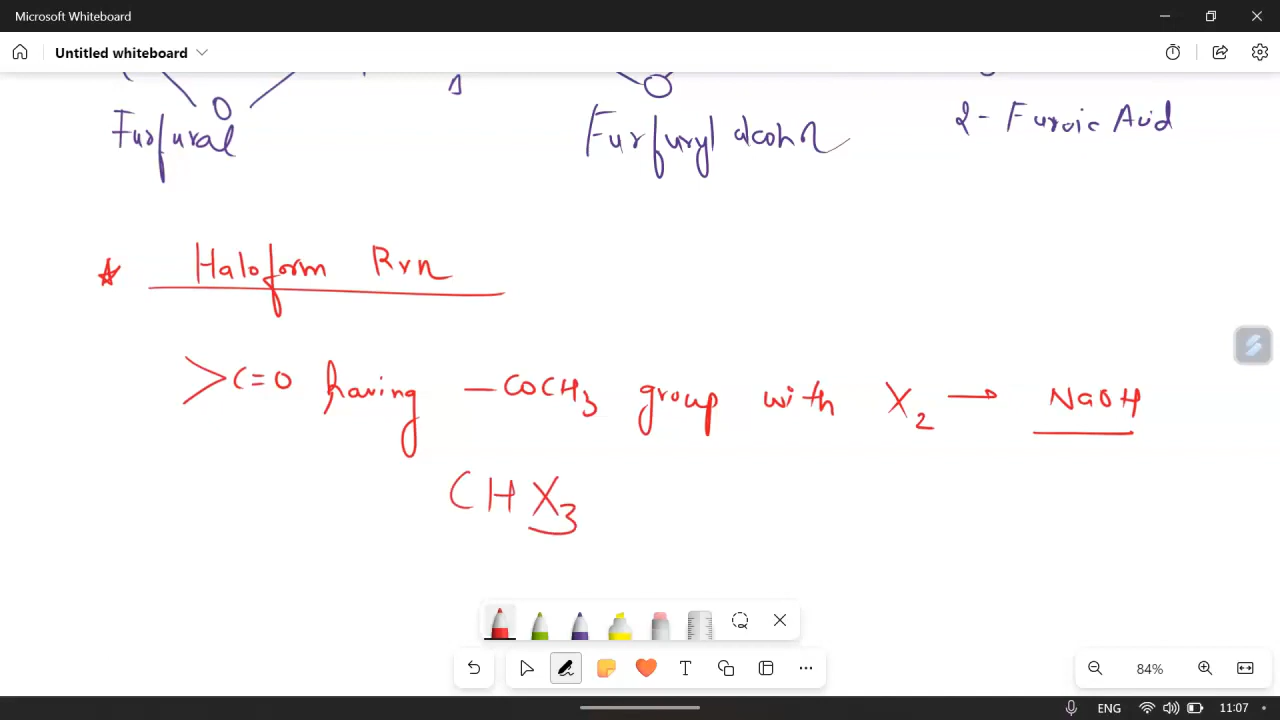 Microsoft Whiteboard
Untitled whiteboard
O
Furfural
O
Furfuryl alcohol
2- Furoic Acid
Haloform Rxn
>C=O having -COCH3 group with X2 → NaOH
CHX3
T
84%
ENG
11:07